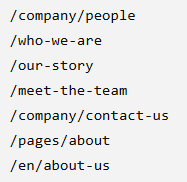 /company/people
/who-we-are
/our-story
/meet-the-team
/company/contact-us
/pages/about
/en/about-us